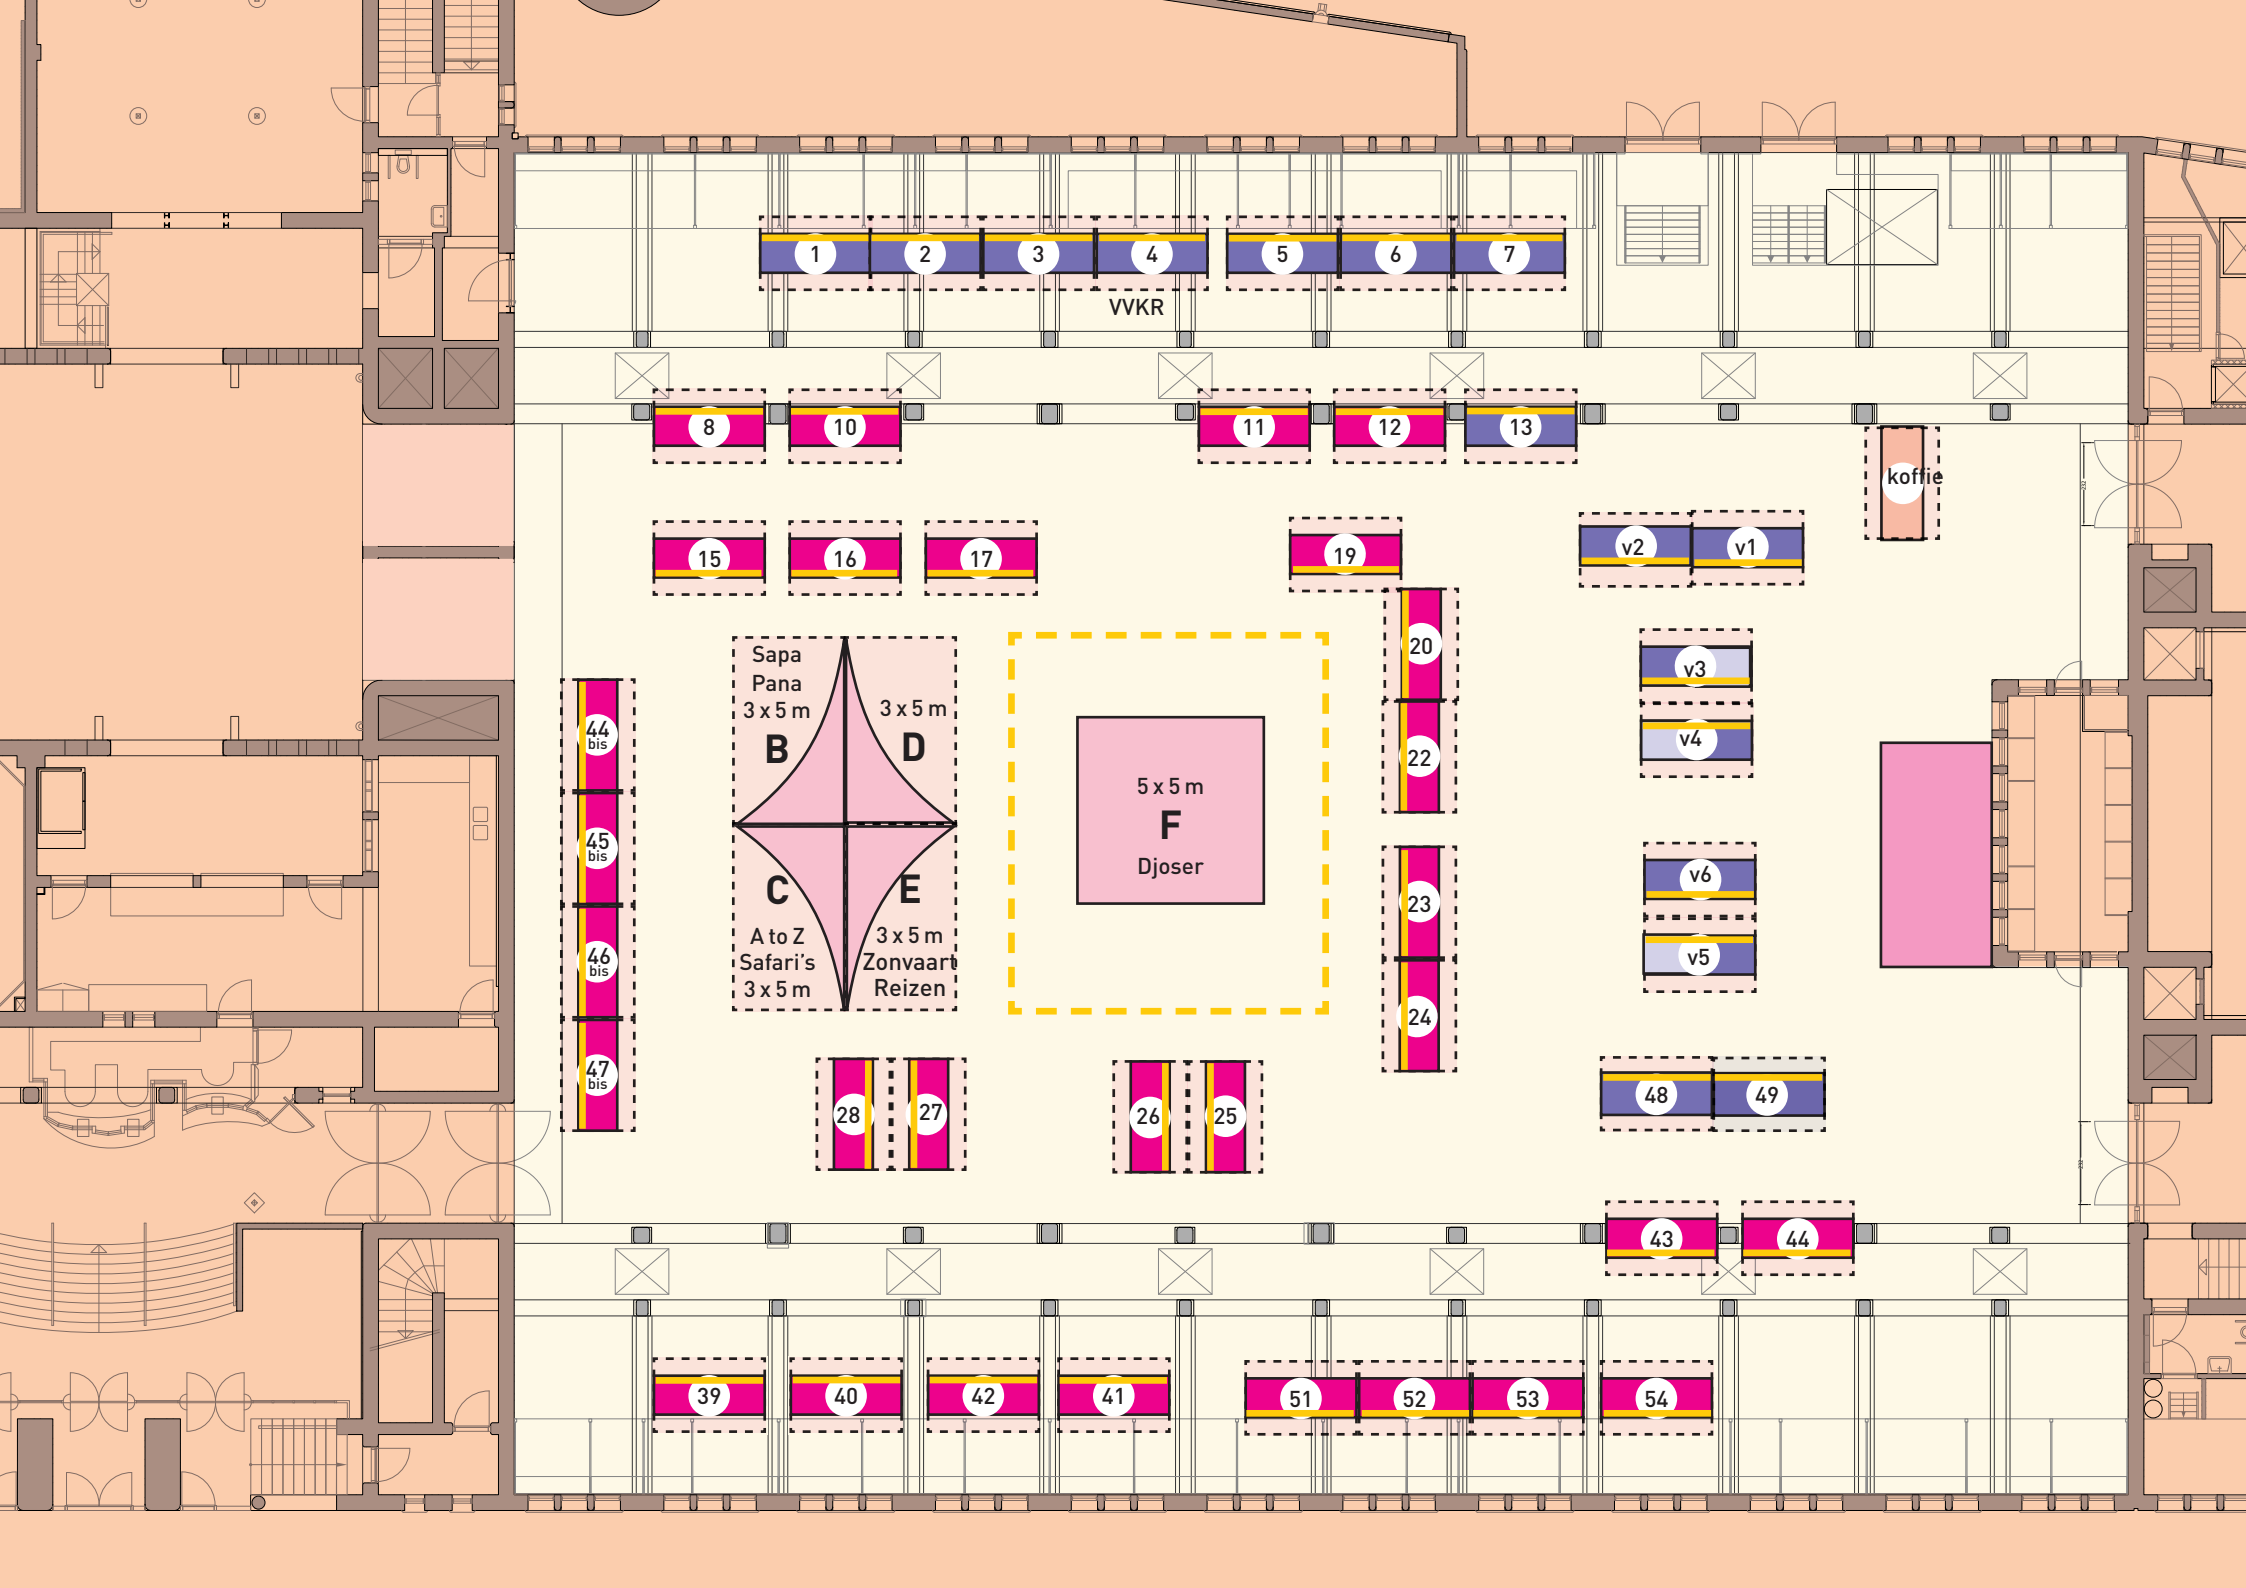 1
2
3
4
5
6
7
VVKR
8
10
11
12
13
koffie
232
15
16
17
19
v2
v1
20
22
v3
v4
44
bis
45
bis
46
bis
47
bis
Sapa
Pana
3 x 5 m
B
3 x 5 m
D
C
A to Z
Safari's
3 x 5 m
E
3 x 5 m
Zonvaart
Reizen
5 x 5 m
F
Djoser
23
24
v6
v5
28
27
26
25
48
49
232
43
44
39
40
42
41
51
52
53
54